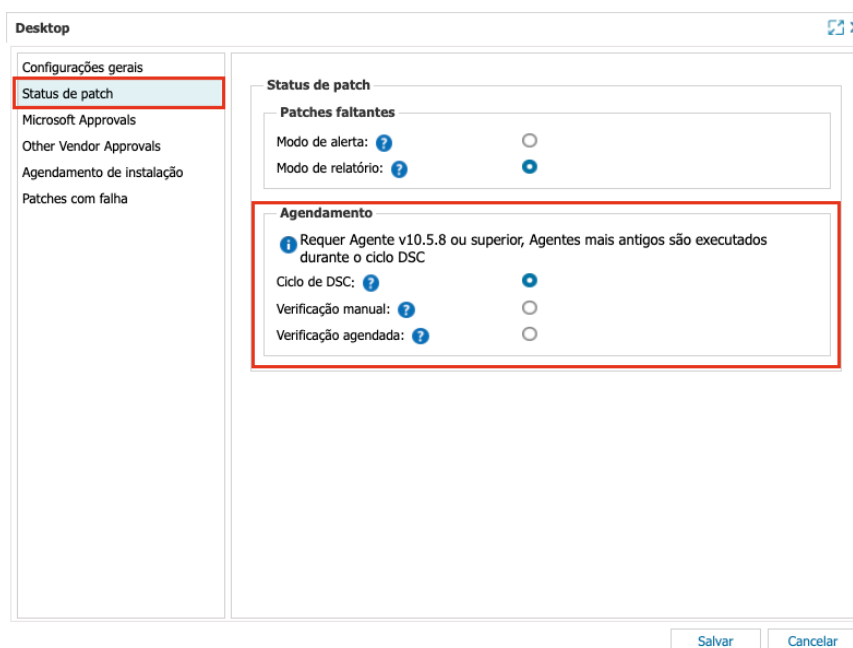 Desktop
Configurações gerais
Status de patch
Microsoft Approvals
Other Vendor Approvals
Agendamento de instalação
Patches com falha
Status de patch
Patches faltantes
Modo de alerta: ?
Modo de relatório: ?
Agendamento
i Requer Agente v10.5.8 ou superior, Agentes mais antigos são executados
durante o ciclo DSC
Ciclo de DSC: ?
Verificação manual: ?
Verificação agendada: ?
Salvar
Cancelar